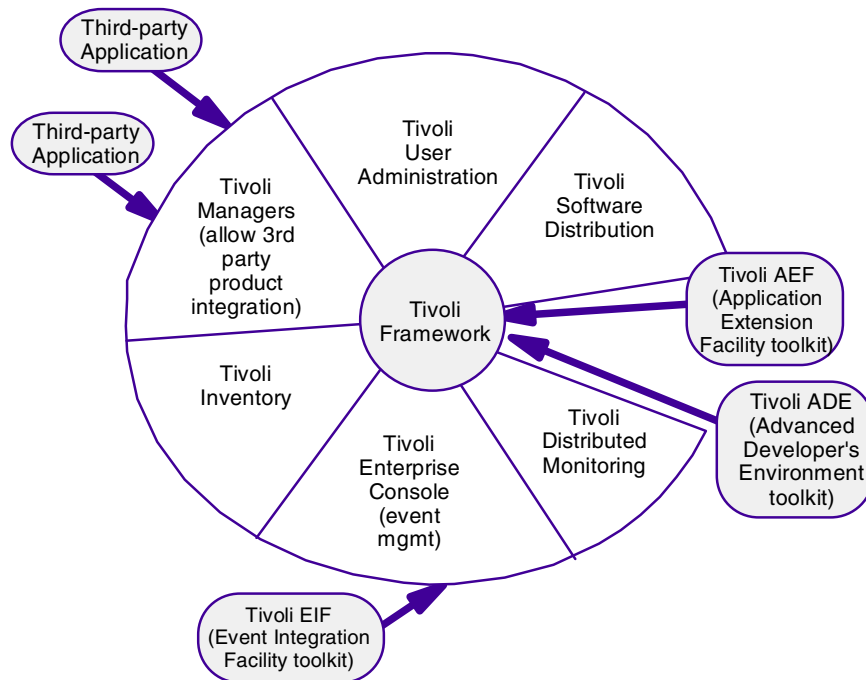 Third-party
Application
Third-party
Application
Tivoli
User
Administration
Tivoli
Managers
(allow 3rd
party
product
integration)
Tivoli
Software
Distribution
Tivoli
Framework
Tivoli AEF
(Application
Extension
Facility toolkit)
Tivoli
Inventory
Tivoli
Enterprise
Console
(event
mgmt)
Tivoli
Distributed
Monitoring
Tivoli ADE
(Advanced
Developer's
Environment
toolkit)
Tivoli EIF
(Event Integration
Facility toolkit)